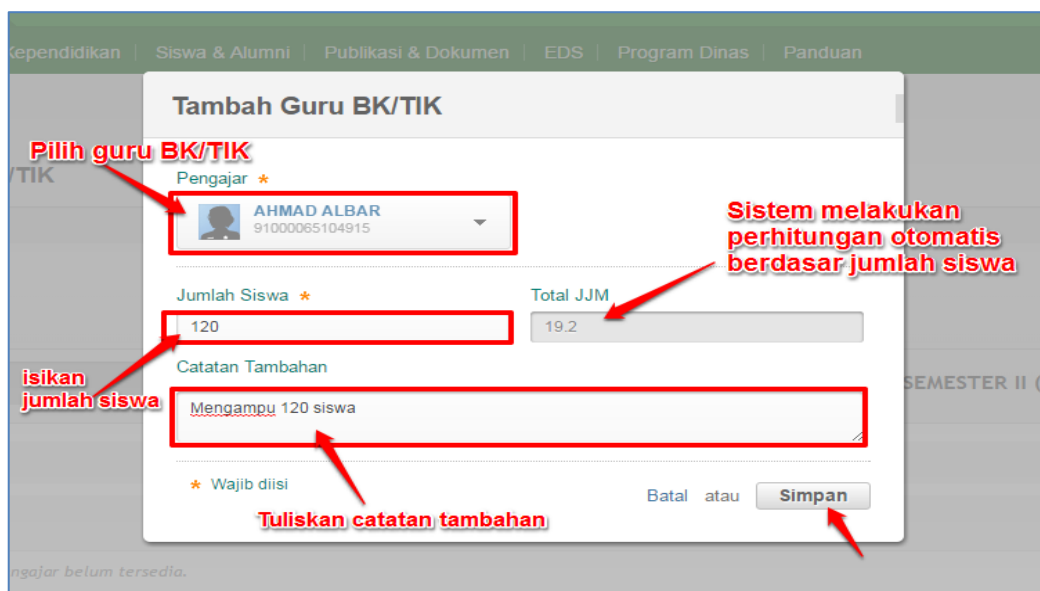 Kependidikan | Siswa & Alumni | Publikasi & Dokumen | EDS | Program Dinas | Panduan
Tambah Guru BK/TIK
Pilih guru BK/TIK
/TIK
Pengajar *
AHMAD ALBAR
91000065104915
Sistem melakukan
perhitungan otomatis
berdasar jumlah siswa
Jumlah Siswa *
Total JJM
120
19.2
isikan
jumlah siswa
Catatan Tambahan
SEMESTER II (
Mengampu 120 siswa
* Wajib diisi
Batal atau Simpan
Tuliskan catatan tambahan
ngajar belum tersedia.